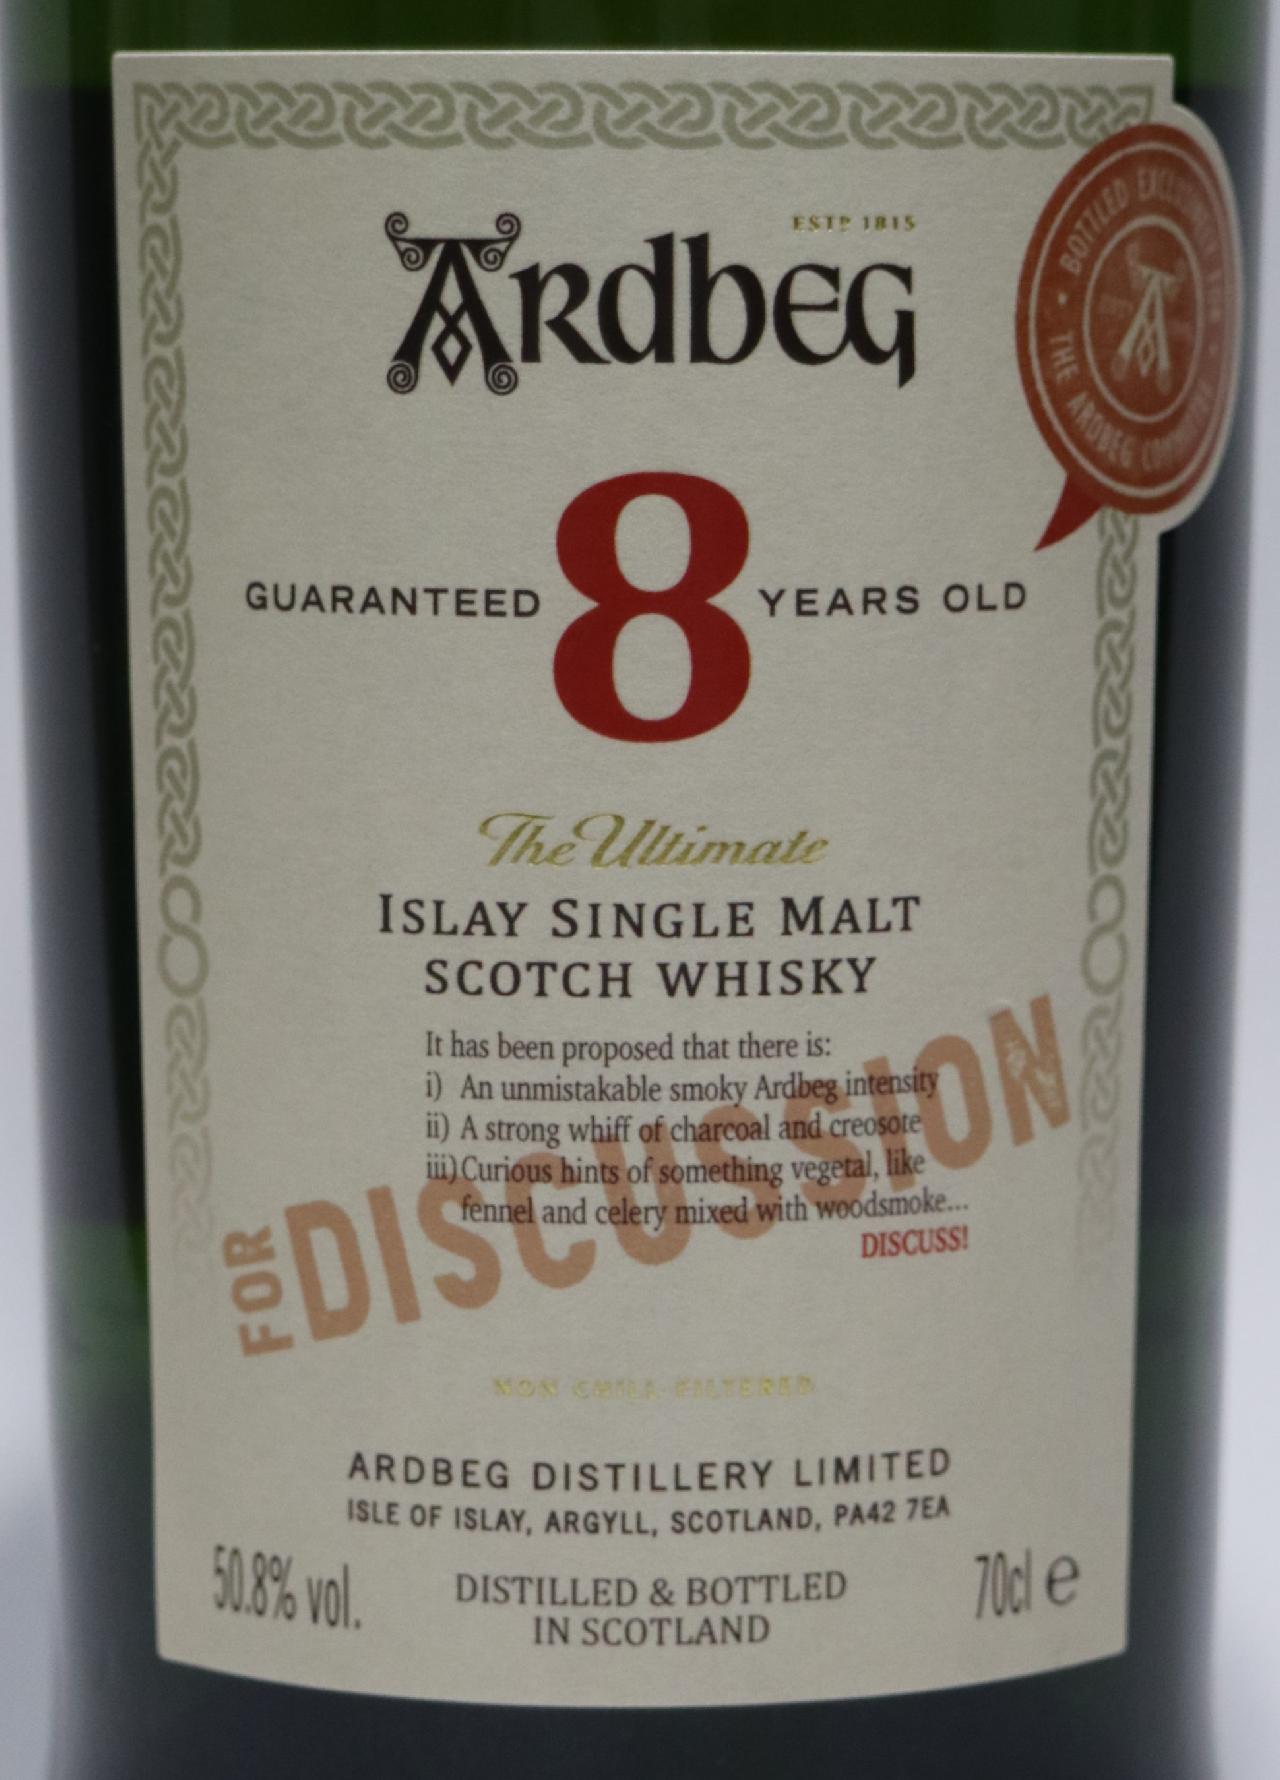 ESTD 1815
ARdbEG
BOTTLED EXCLUSIVELY FOR
THE ARDBEG COMMITTEE
GUARANTEED 8 YEARS OLD
The Ultimate
ISLAY SINGLE MALT
SCOTCH WHISKY
It has been proposed that there is:
i) An unmistakable smoky Ardbeg intensity
ii) A strong whiff of charcoal and creosote
iii) Curious hints of something vegetal, like
fennel and celery mixed with woodsmoke...
DISCUSS!
FOR DISCUSSION
NON CHILL-FILTERED
ARDBEG DISTILLERY LIMITED
ISLE OF ISLAY, ARGYLL, SCOTLAND, PA42 7EA
50.8% vol.
DISTILLED & BOTTLED
IN SCOTLAND
70cl e